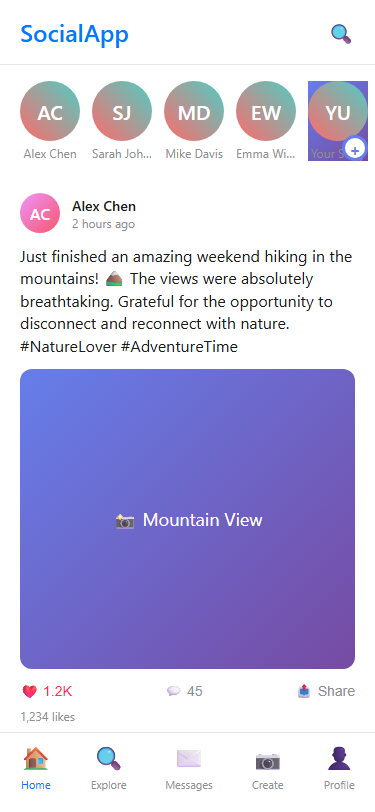 SocialApp
AC SJ MD EW YU
Alex Chen Sarah Joh... Mike Davis Emma Wi... Your S
+
AC
Alex Chen
2 hours ago
Just finished an amazing weekend hiking in the
mountains! The views were absolutely
breathtaking. Grateful for the opportunity to
disconnect and reconnect with nature.
#NatureLover #AdventureTime
Mountain View
1.2K 45 Share
1,234 likes
Home Explore Messages Create Profile